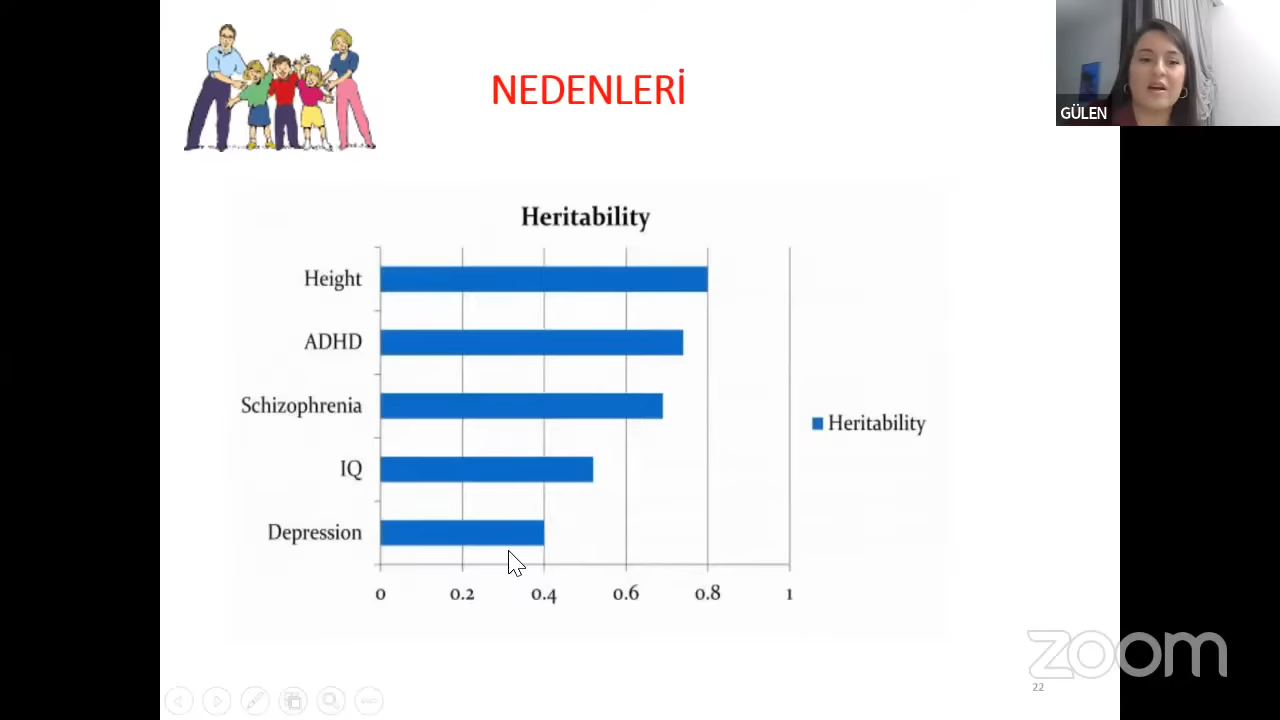 NEDENLERİ
GÜLEN
Heritability
Height
ADHD
Schizophrenia
IQ
Depression
Heritability
0 0.2 0.4 0.6 0.8 1
zoom
22